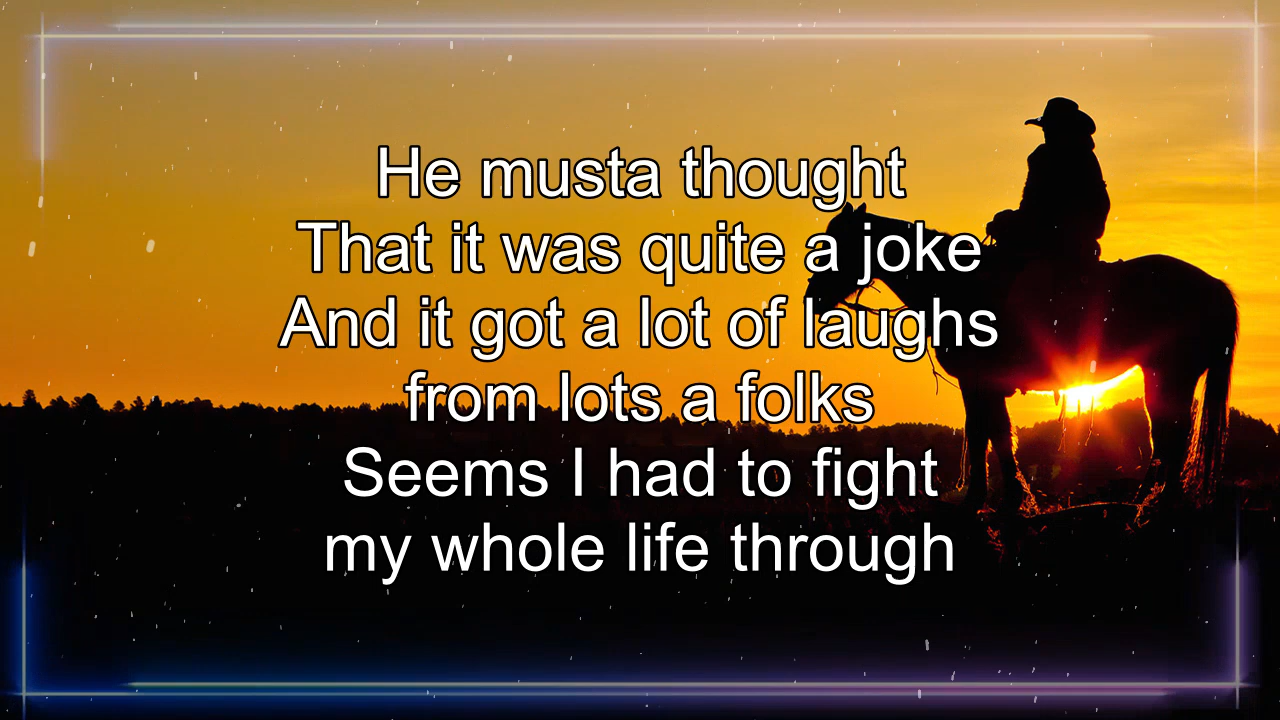 He musta thought
That it was quite a joke
And it got a lot of laughs
from lots a folks
Seems I had to fight
my whole life through